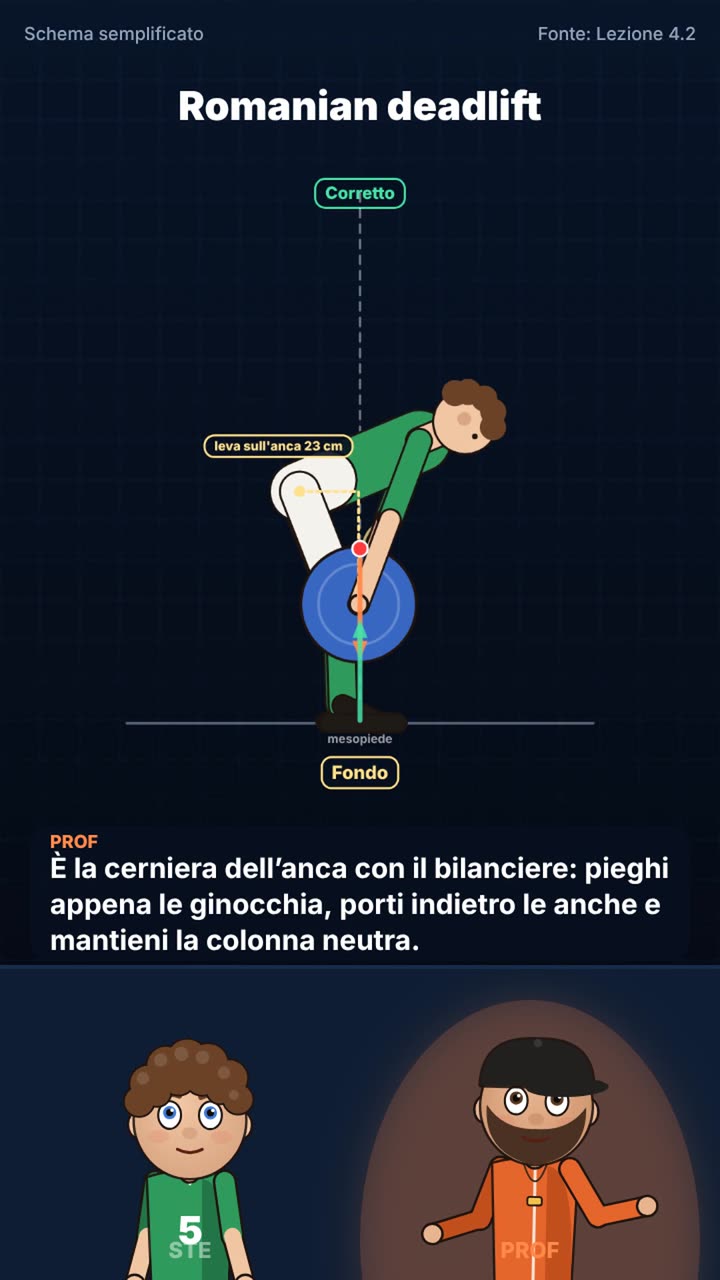 Schema semplificato
Fonte: Lezione 4.2
Romanian deadlift
Corretto
leva sull'anca 23 cm
mesopiede
Fondo
PROF
È la cerniera dell’anca con il bilanciere: pieghi
appena le ginocchia, porti indietro le anche e
mantieni la colonna neutra.
5
STE
PROF